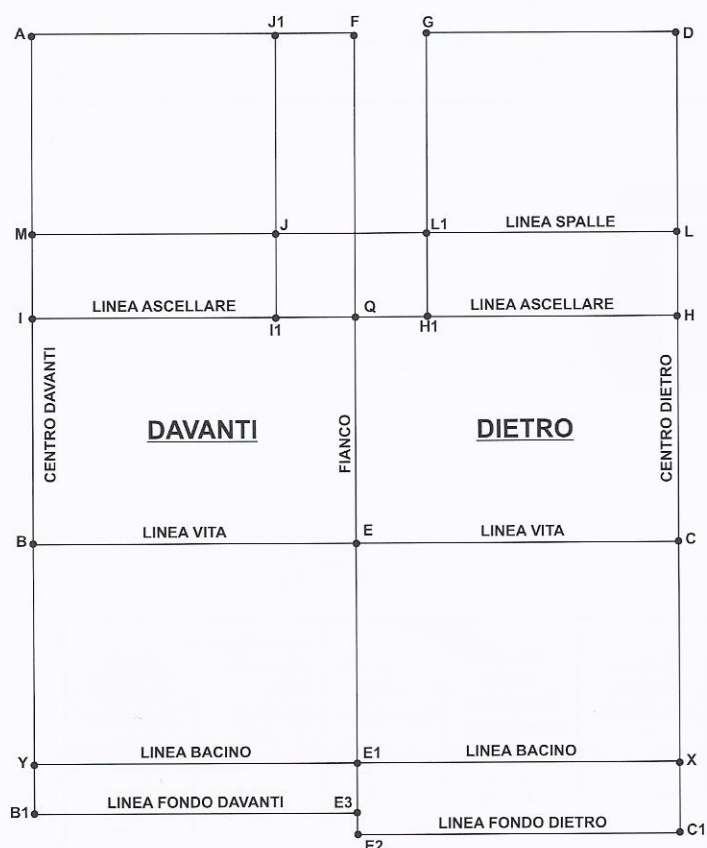 A J1 F G D
M J L1 LINEA SPALLE L
I LINEA ASCELLARE I1 Q H1 LINEA ASCELLARE H
CENTRO DAVANTI
DAVANTI
FIANCO
DIETRO
CENTRO DIETRO
B LINEA VITA E LINEA VITA C
Y LINEA BACINO E1 LINEA BACINO X
B1 LINEA FONDO DAVANTI E3
E2 LINEA FONDO DIETRO C1